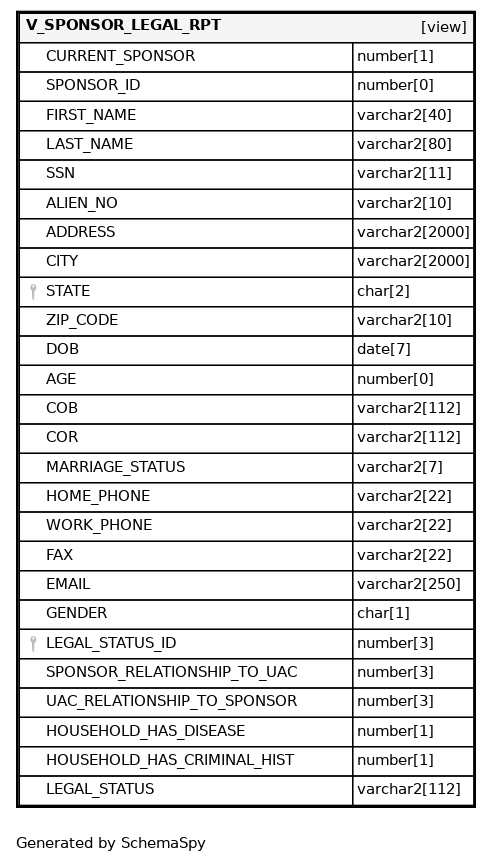 V_SPONSOR_LEGAL_RPT [view]
CURRENT_SPONSOR number[1]
SPONSOR_ID number[0]
FIRST_NAME varchar2[40]
LAST_NAME varchar2[80]
SSN varchar2[11]
ALIEN_NO varchar2[10]
ADDRESS varchar2[2000]
CITY varchar2[2000]
STATE char[2]
ZIP_CODE varchar2[10]
DOB date[7]
AGE number[0]
COB varchar2[112]
COR varchar2[112]
MARRIAGE_STATUS varchar2[7]
HOME_PHONE varchar2[22]
WORK_PHONE varchar2[22]
FAX varchar2[22]
EMAIL varchar2[250]
GENDER char[1]
LEGAL_STATUS_ID number[3]
SPONSOR_RELATIONSHIP_TO_UAC number[3]
UAC_RELATIONSHIP_TO_SPONSOR number[3]
HOUSEHOLD_HAS_DISEASE number[1]
HOUSEHOLD_HAS_CRIMINAL_HIST number[1]
LEGAL_STATUS varchar2[112]
Generated by SchemaSpy